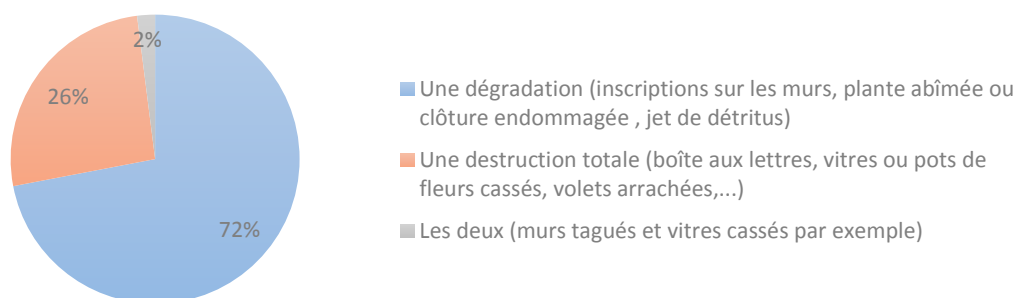 2%
26%
72%
Une dégradation (inscriptions sur les murs, plante abîmée ou
clôture endommagée , jet de détritus)
Une destruction totale (boîte aux lettres, vitres ou pots de
fleurs cassés, volets arrachées,...)
Les deux (murs tagués et vitres cassés par exemple)